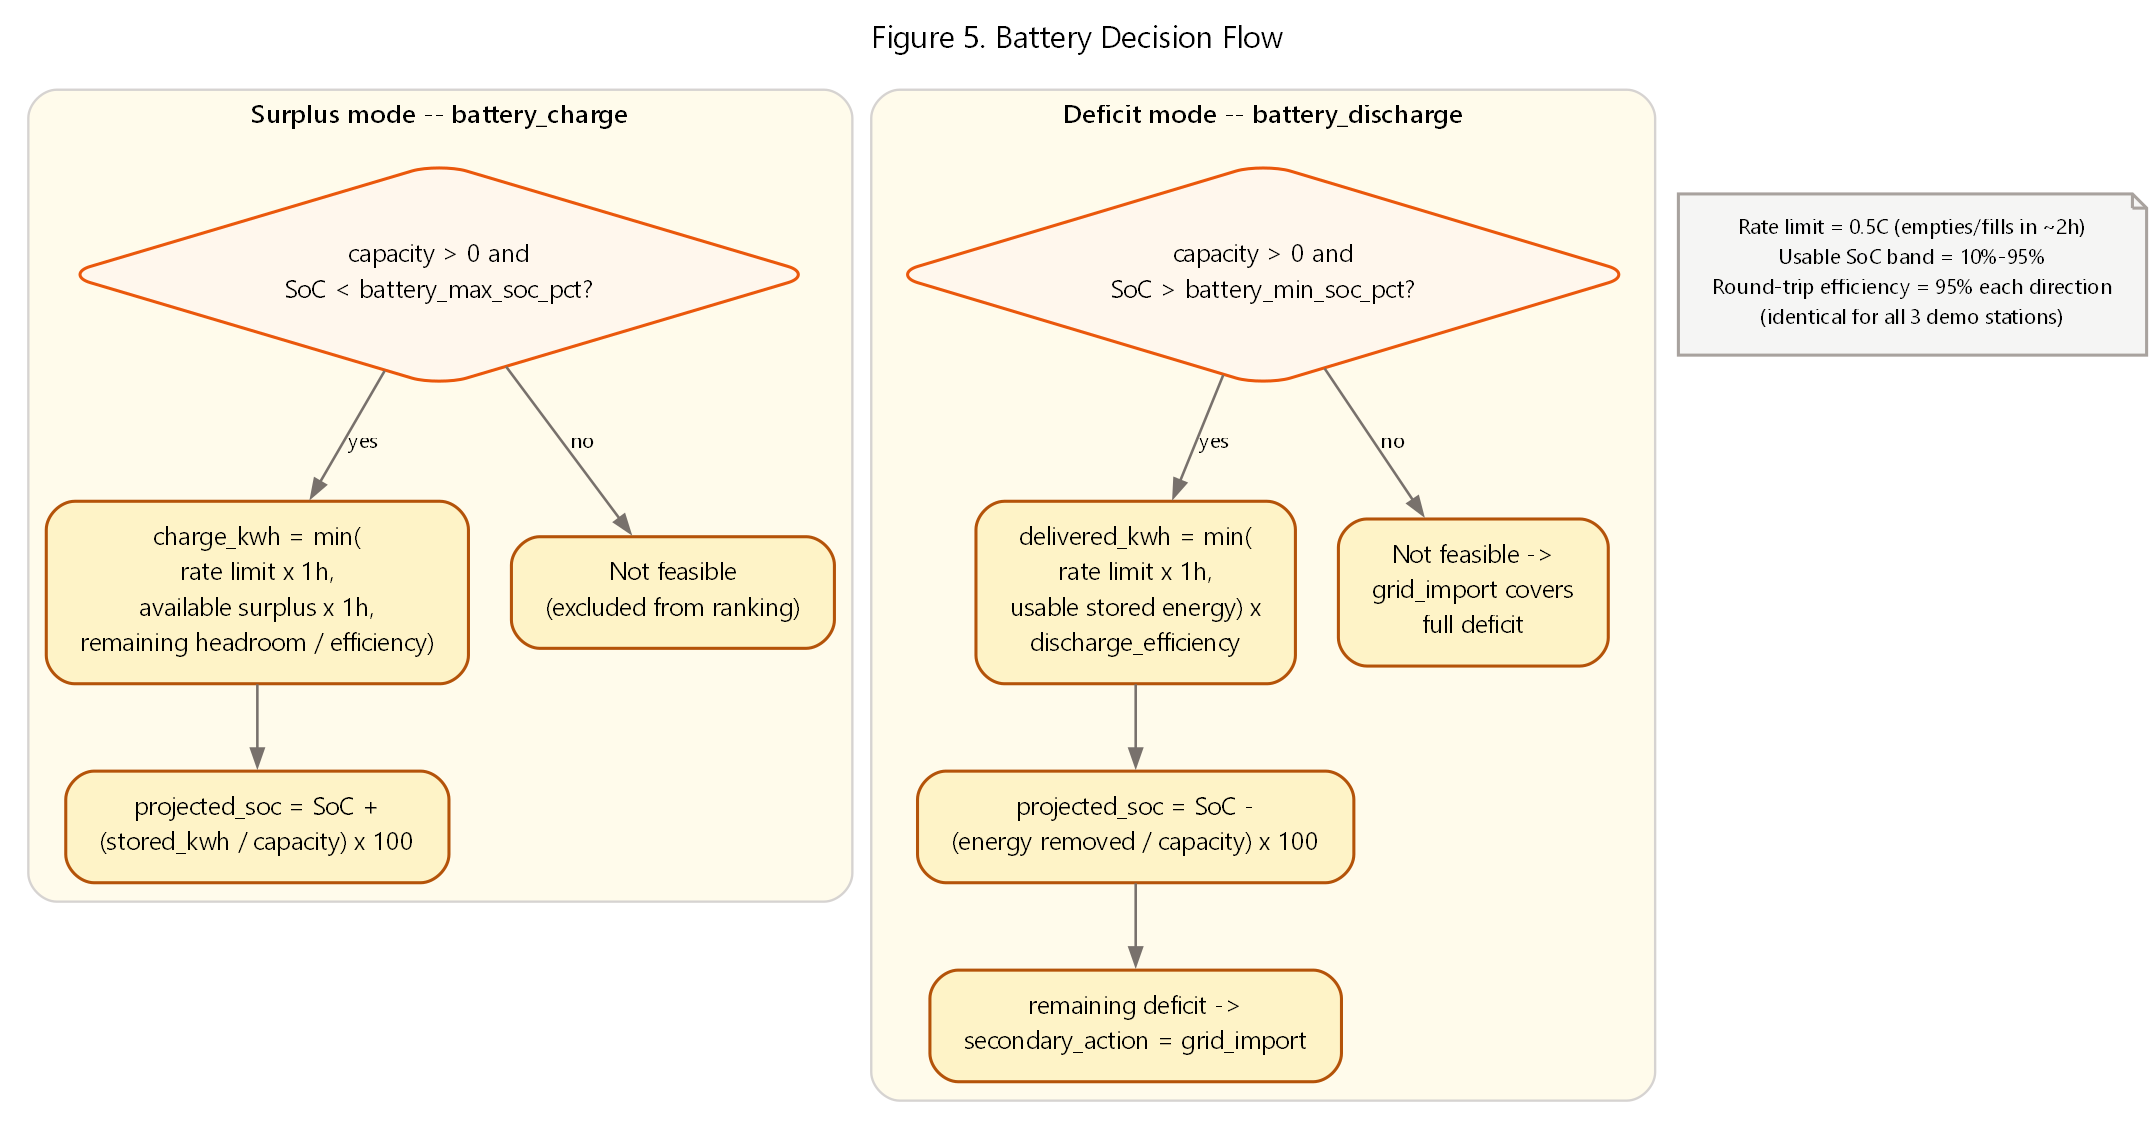 Figure 5. Battery Decision Flow
Surplus mode -- battery_charge
capacity > 0 and
SoC < battery_max_soc_pct?
yes
no
charge_kwh = min(
rate limit x 1h,
available surplus x 1h,
remaining headroom / efficiency)
Not feasible
(excluded from ranking)
projected_soc = SoC +
(stored_kwh / capacity) x 100
Deficit mode -- battery_discharge
capacity > 0 and
SoC > battery_min_soc_pct?
yes
no
delivered_kwh = min(
rate limit x 1h,
usable stored energy) x
discharge_efficiency
Not feasible ->
grid_import covers
full deficit
projected_soc = SoC -
(energy removed / capacity) x 100
remaining deficit ->
secondary_action = grid_import
Rate limit = 0.5C (empties/fills in ~2h)
Usable SoC band = 10%-95%
Round-trip efficiency = 95% each direction
(identical for all 3 demo stations)